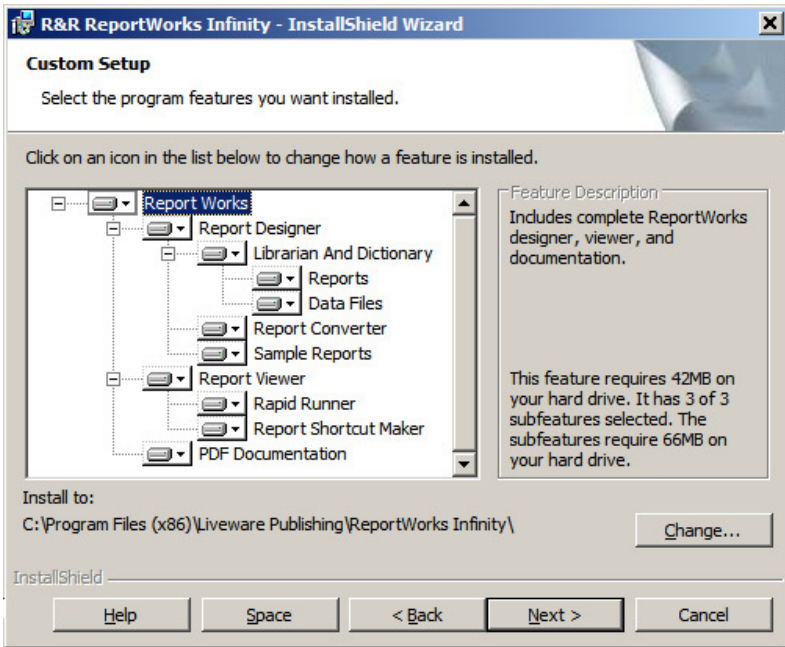 R&R ReportWorks Infinity - InstallShield Wizard
Custom Setup
Select the program features you want installed.
Click on an icon in the list below to change how a feature is installed.
Report Works
Report Designer
Librarian And Dictionary
Reports
Data Files
Report Converter
Sample Reports
Report Viewer
Rapid Runner
Report Shortcut Maker
PDF Documentation
Feature Description
Includes complete ReportWorks
designer, viewer, and
documentation.
This feature requires 42MB on
your hard drive. It has 3 of 3
subfeatures selected. The
subfeatures require 66MB on
your hard drive.
Install to:
C:\Program Files (x86)\Liveware Publishing\ReportWorks Infinity\
Change...
InstallShield
Help
Space
< Back
Next >
Cancel